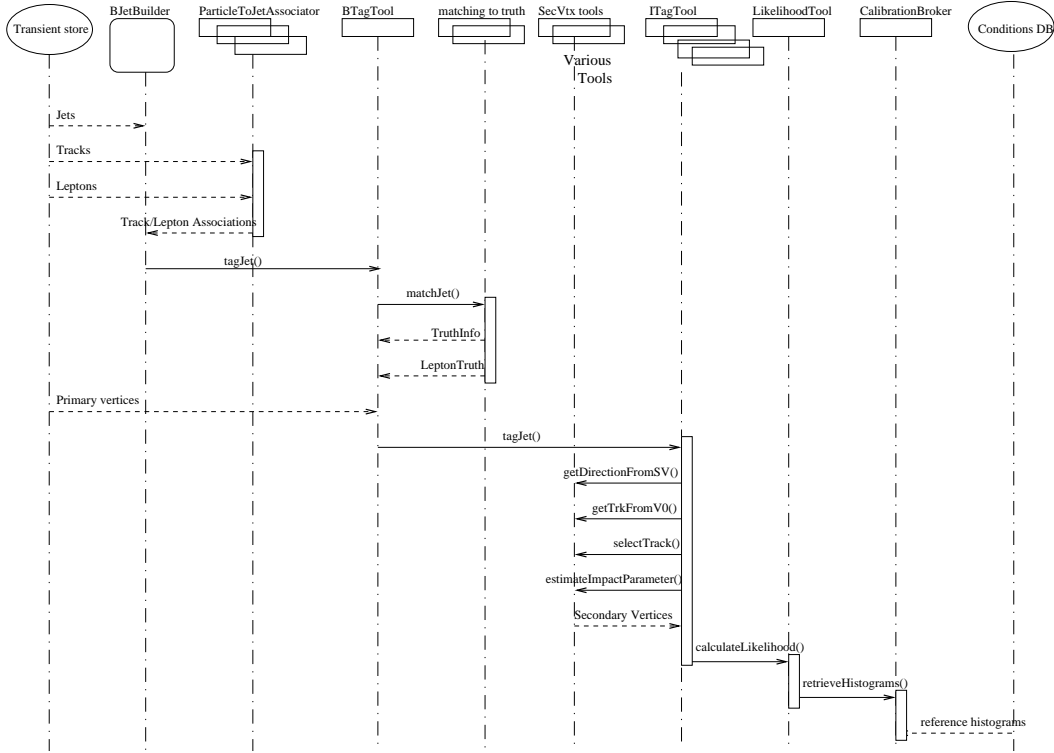 Transient store
BJetBuilder
ParticleToJetAssociator
BTagTool
matching to truth
SecVtx tools
ITagTool
LikelihoodTool
CalibrationBroker
Conditions DB
Various
Tools
Jets
Tracks
Leptons
Track/Lepton Associations
tagJet()
matchJet()
TruthInfo
LeptonTruth
Primary vertices
tagJet()
getDirectionFromSV()
getTrkFromV0()
selectTrack()
estimateImpactParameter()
Secondary Vertices
calculateLikelihood()
retrieveHistograms()
reference histograms